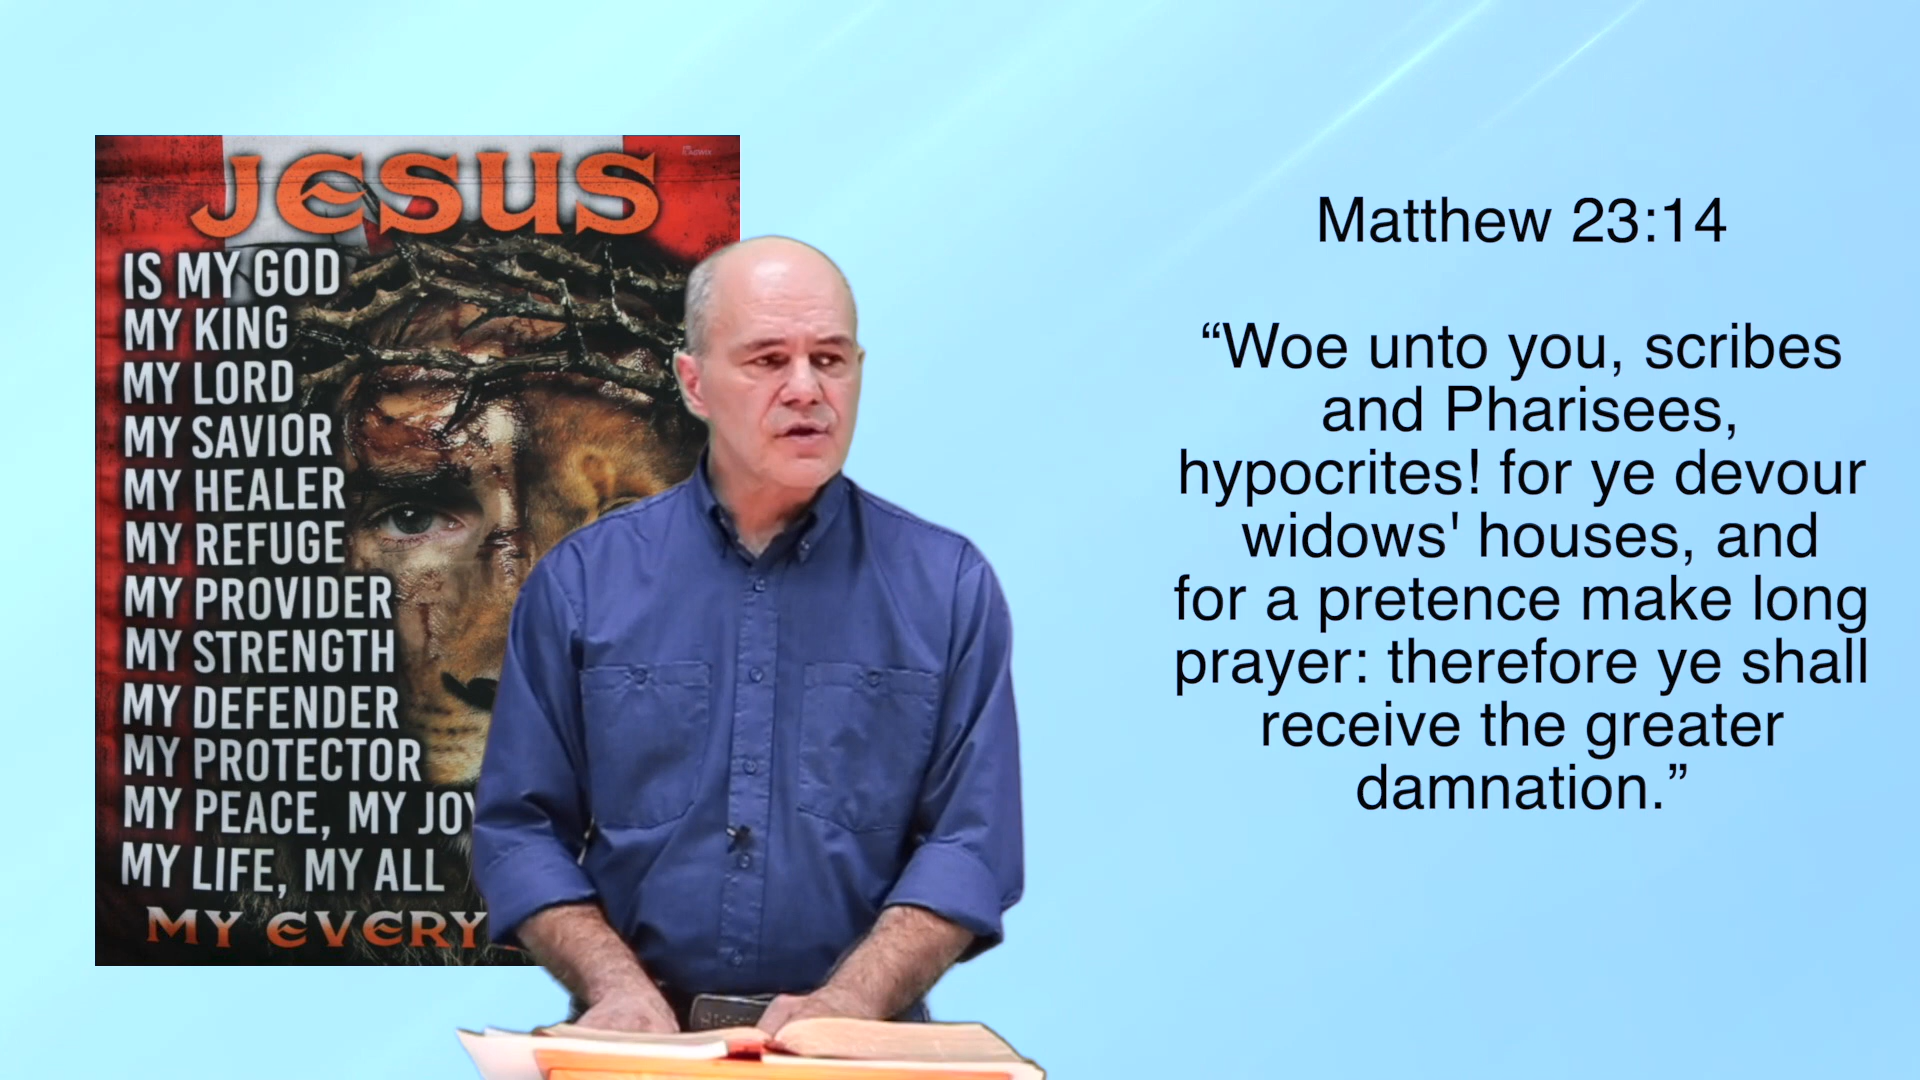 JESUS
IS MY GOD
MY KING
MY LORD
MY SAVIOR
MY HEALER
MY REFUGE
MY PROVIDER
MY STRENGTH
MY DEFENDER
MY PROTECTOR
MY PEACE, MY JOY
MY LIFE, MY ALL
MY EVERY
Matthew 23:14
“Woe unto you, scribes
and Pharisees,
hypocrites! for ye devour
widows' houses, and
for a pretence make long
prayer: therefore ye shall
receive the greater
damnation.”